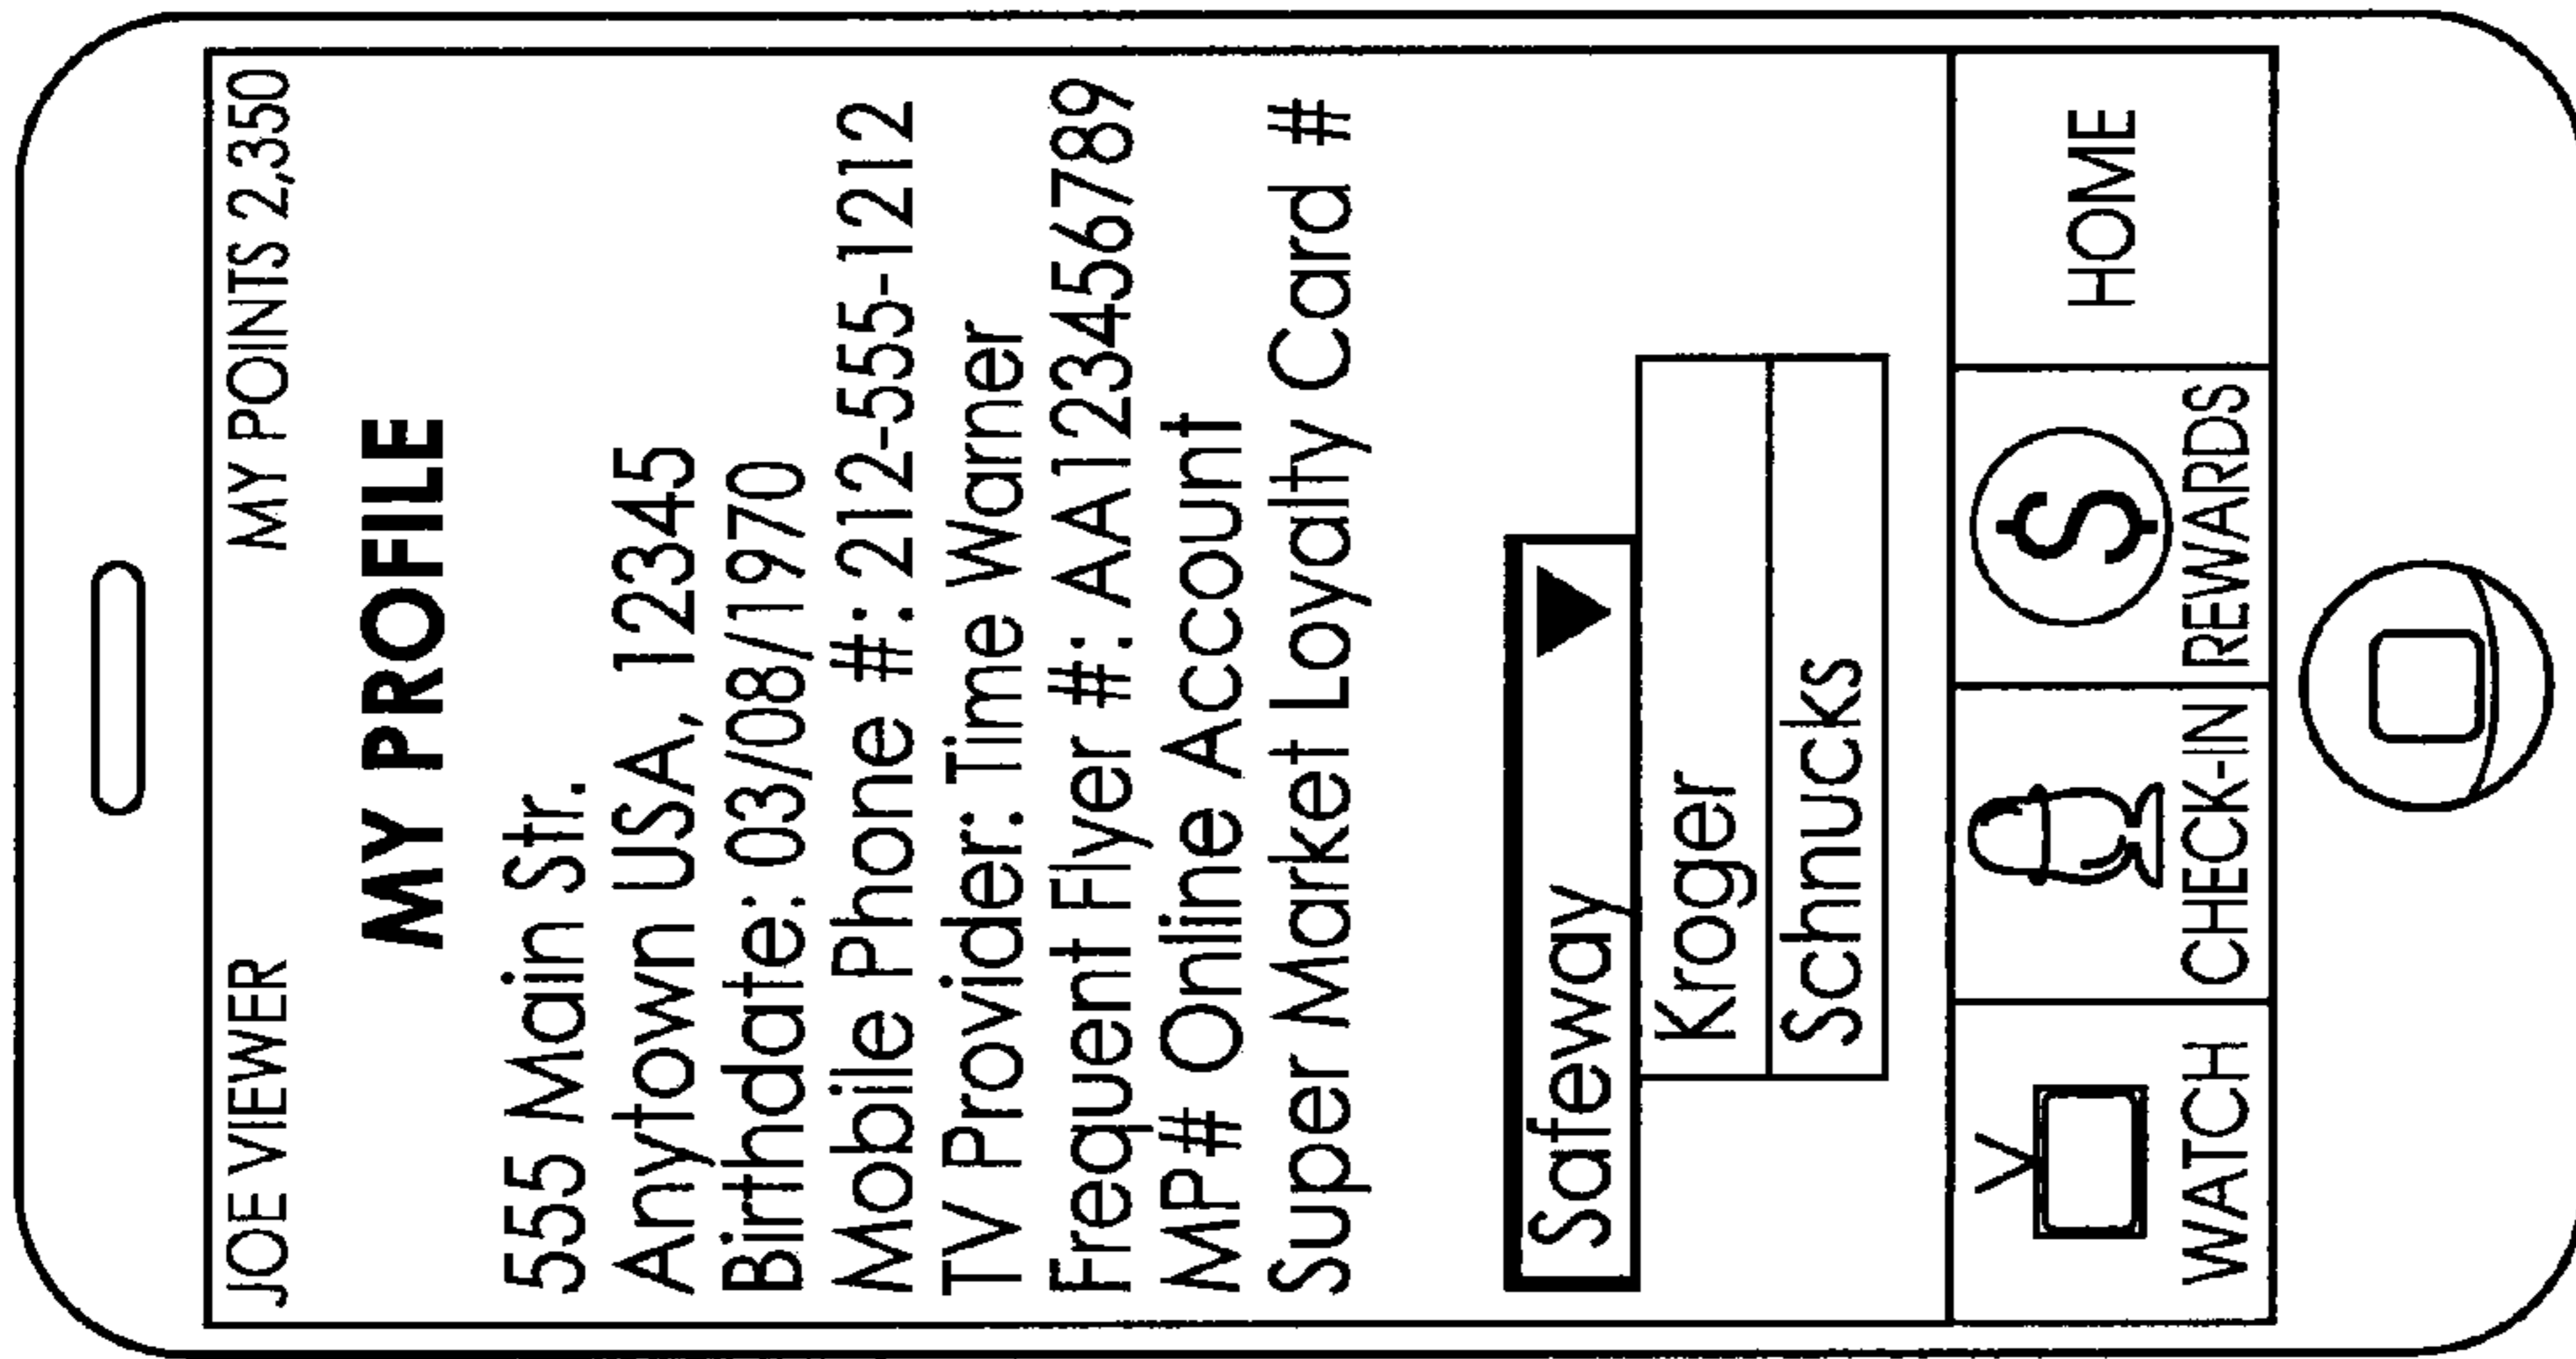 JOE VIEWER MY POINTS 2,350
MY PROFILE
555 Main Str.
Anytown USA, 12345
Birthdate: 03/08/1970
Mobile Phone #: 212-555-1212
TV Provider: Time Warner
Frequent Flyer #: AA123456789
MP# Online Account
Super Market Loyalty Card #
Safeway
Kroger
Schnucks
WATCH CHECK-IN $ REWARDS HOME